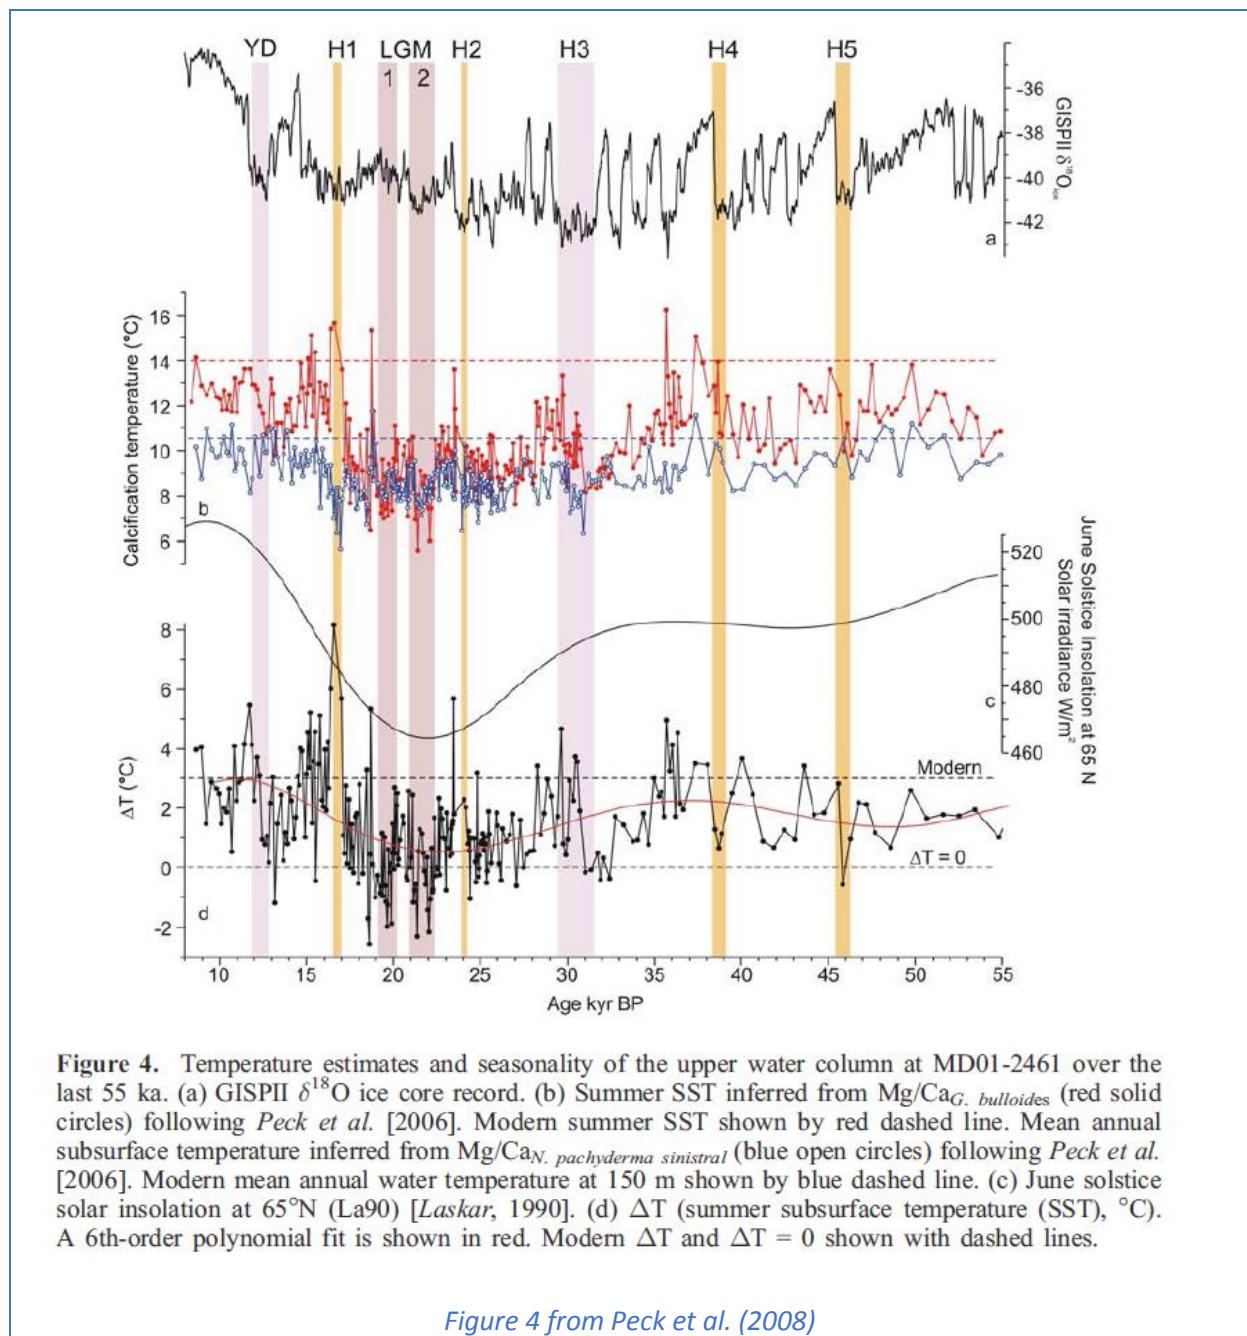 YD H1 LGM H2 H3 H4 H5
1 2
-36
-38
-40
-42
GISPII δ¹⁸O ice
a
16
14
12
10
8
6
Calcification temperature (°C)
b
520
500
480
460
June Solstice Insolation at 65 N
Solar irradiance W/m²
c
8
6
4
2
0
-2
ΔT (°C)
Modern
ΔT = 0
d
10 15 20 25 30 35 40 45 50 55
Age kyr BP
Figure 4. Temperature estimates and seasonality of the upper water column at MD01-2461 over the
last 55 ka. (a) GISPII δ¹⁸O ice core record. (b) Summer SST inferred from Mg/Ca G. bulloides (red solid
circles) following Peck et al. [2006]. Modern summer SST shown by red dashed line. Mean annual
subsurface temperature inferred from Mg/Ca N. pachyderma sinistral (blue open circles) following Peck et al.
[2006]. Modern mean annual water temperature at 150 m shown by blue dashed line. (c) June solstice
solar insolation at 65°N (La90) [Laskar, 1990]. (d) ΔT (summer subsurface temperature (SST), °C).
A 6th-order polynomial fit is shown in red. Modern ΔT and ΔT = 0 shown with dashed lines.
Figure 4 from Peck et al. (2008)